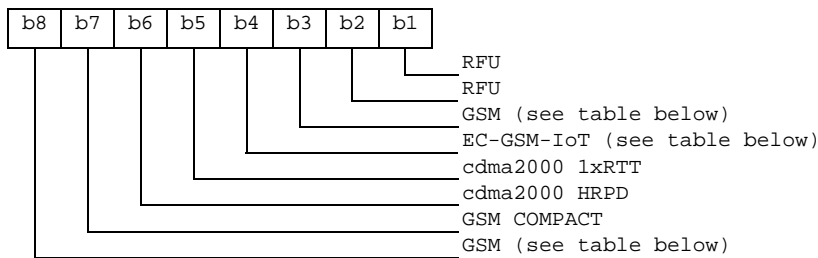 b8 b7 b6 b5 b4 b3 b2 b1
RFU
RFU
GSM (see table below)
EC-GSM-IoT (see table below)
cdma2000 1xRTT
cdma2000 HRPD
GSM COMPACT
GSM (see table below)